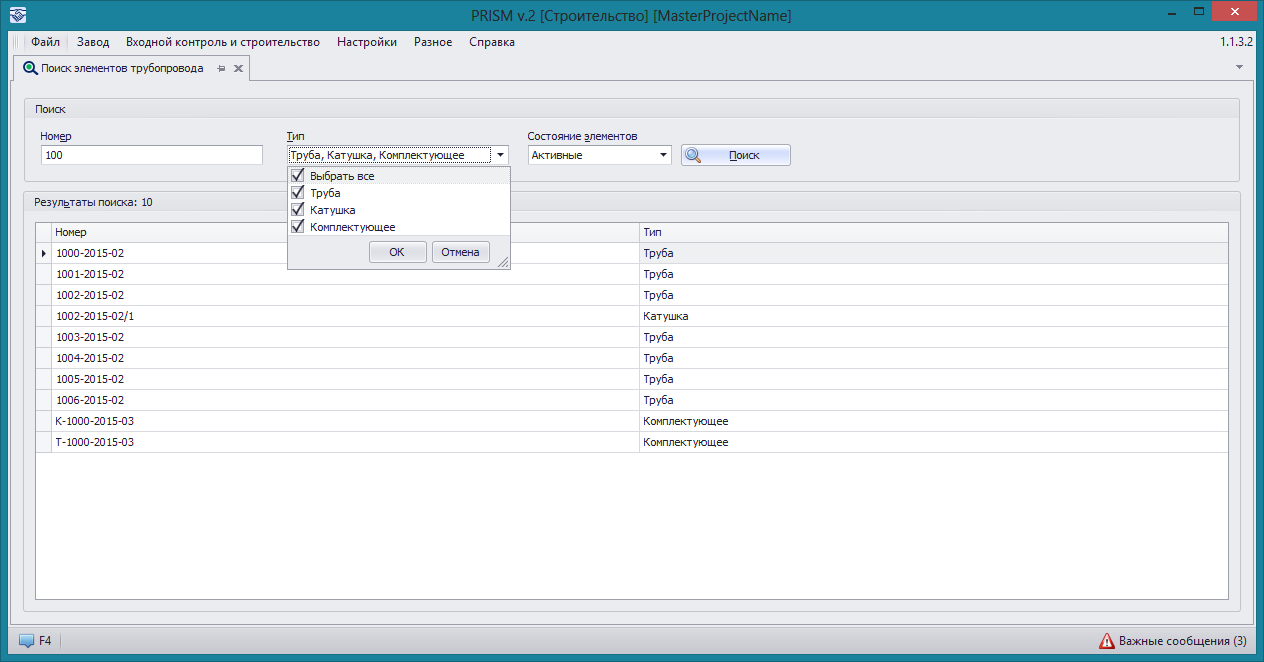 PRISM v.2 [Строительство] [MasterProjectName]
Файл Завод Входной контроль и строительство Настройки Разное Справка 1.1.3.2
Поиск элементов трубопровода
Поиск
Номер Тип Состояние элементов
100 Труба, Катушка, Комплектующее Активные Поиск
Выбрать все
Труба
Катушка
Комплектующее
OK Отмена
Результаты поиска: 10
Номер Тип
1000-2015-02 Труба
1001-2015-02 Труба
1002-2015-02 Труба
1002-2015-02/1 Катушка
1003-2015-02 Труба
1004-2015-02 Труба
1005-2015-02 Труба
1006-2015-02 Труба
К-1000-2015-03 Комплектующее
Т-1000-2015-03 Комплектующее
F4 Важные сообщения (3)